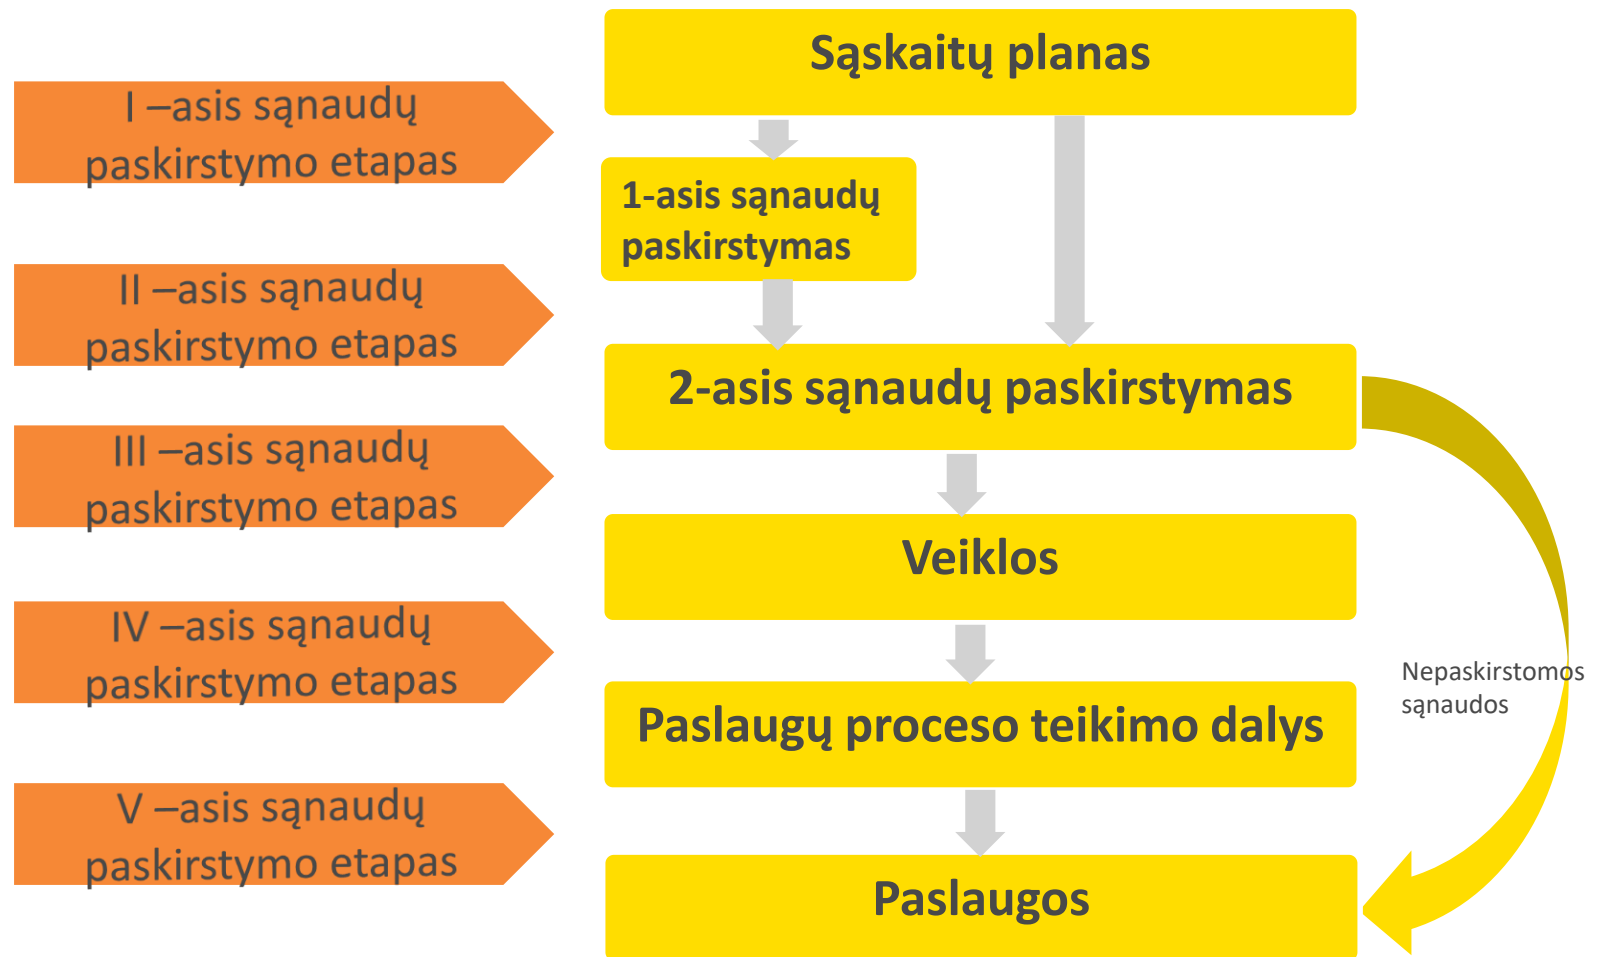 Sąskaitų planas
I –asis sąnaudų
paskirstymo etapas
1-asis sąnaudų
paskirstymas
II –asis sąnaudų
paskirstymo etapas
2-asis sąnaudų paskirstymas
III –asis sąnaudų
paskirstymo etapas
Veiklos
IV –asis sąnaudų
paskirstymo etapas
Paslaugų proceso teikimo dalys
Nepaskirstomos
sąnaudos
V –asis sąnaudų
paskirstymo etapas
Paslaugos